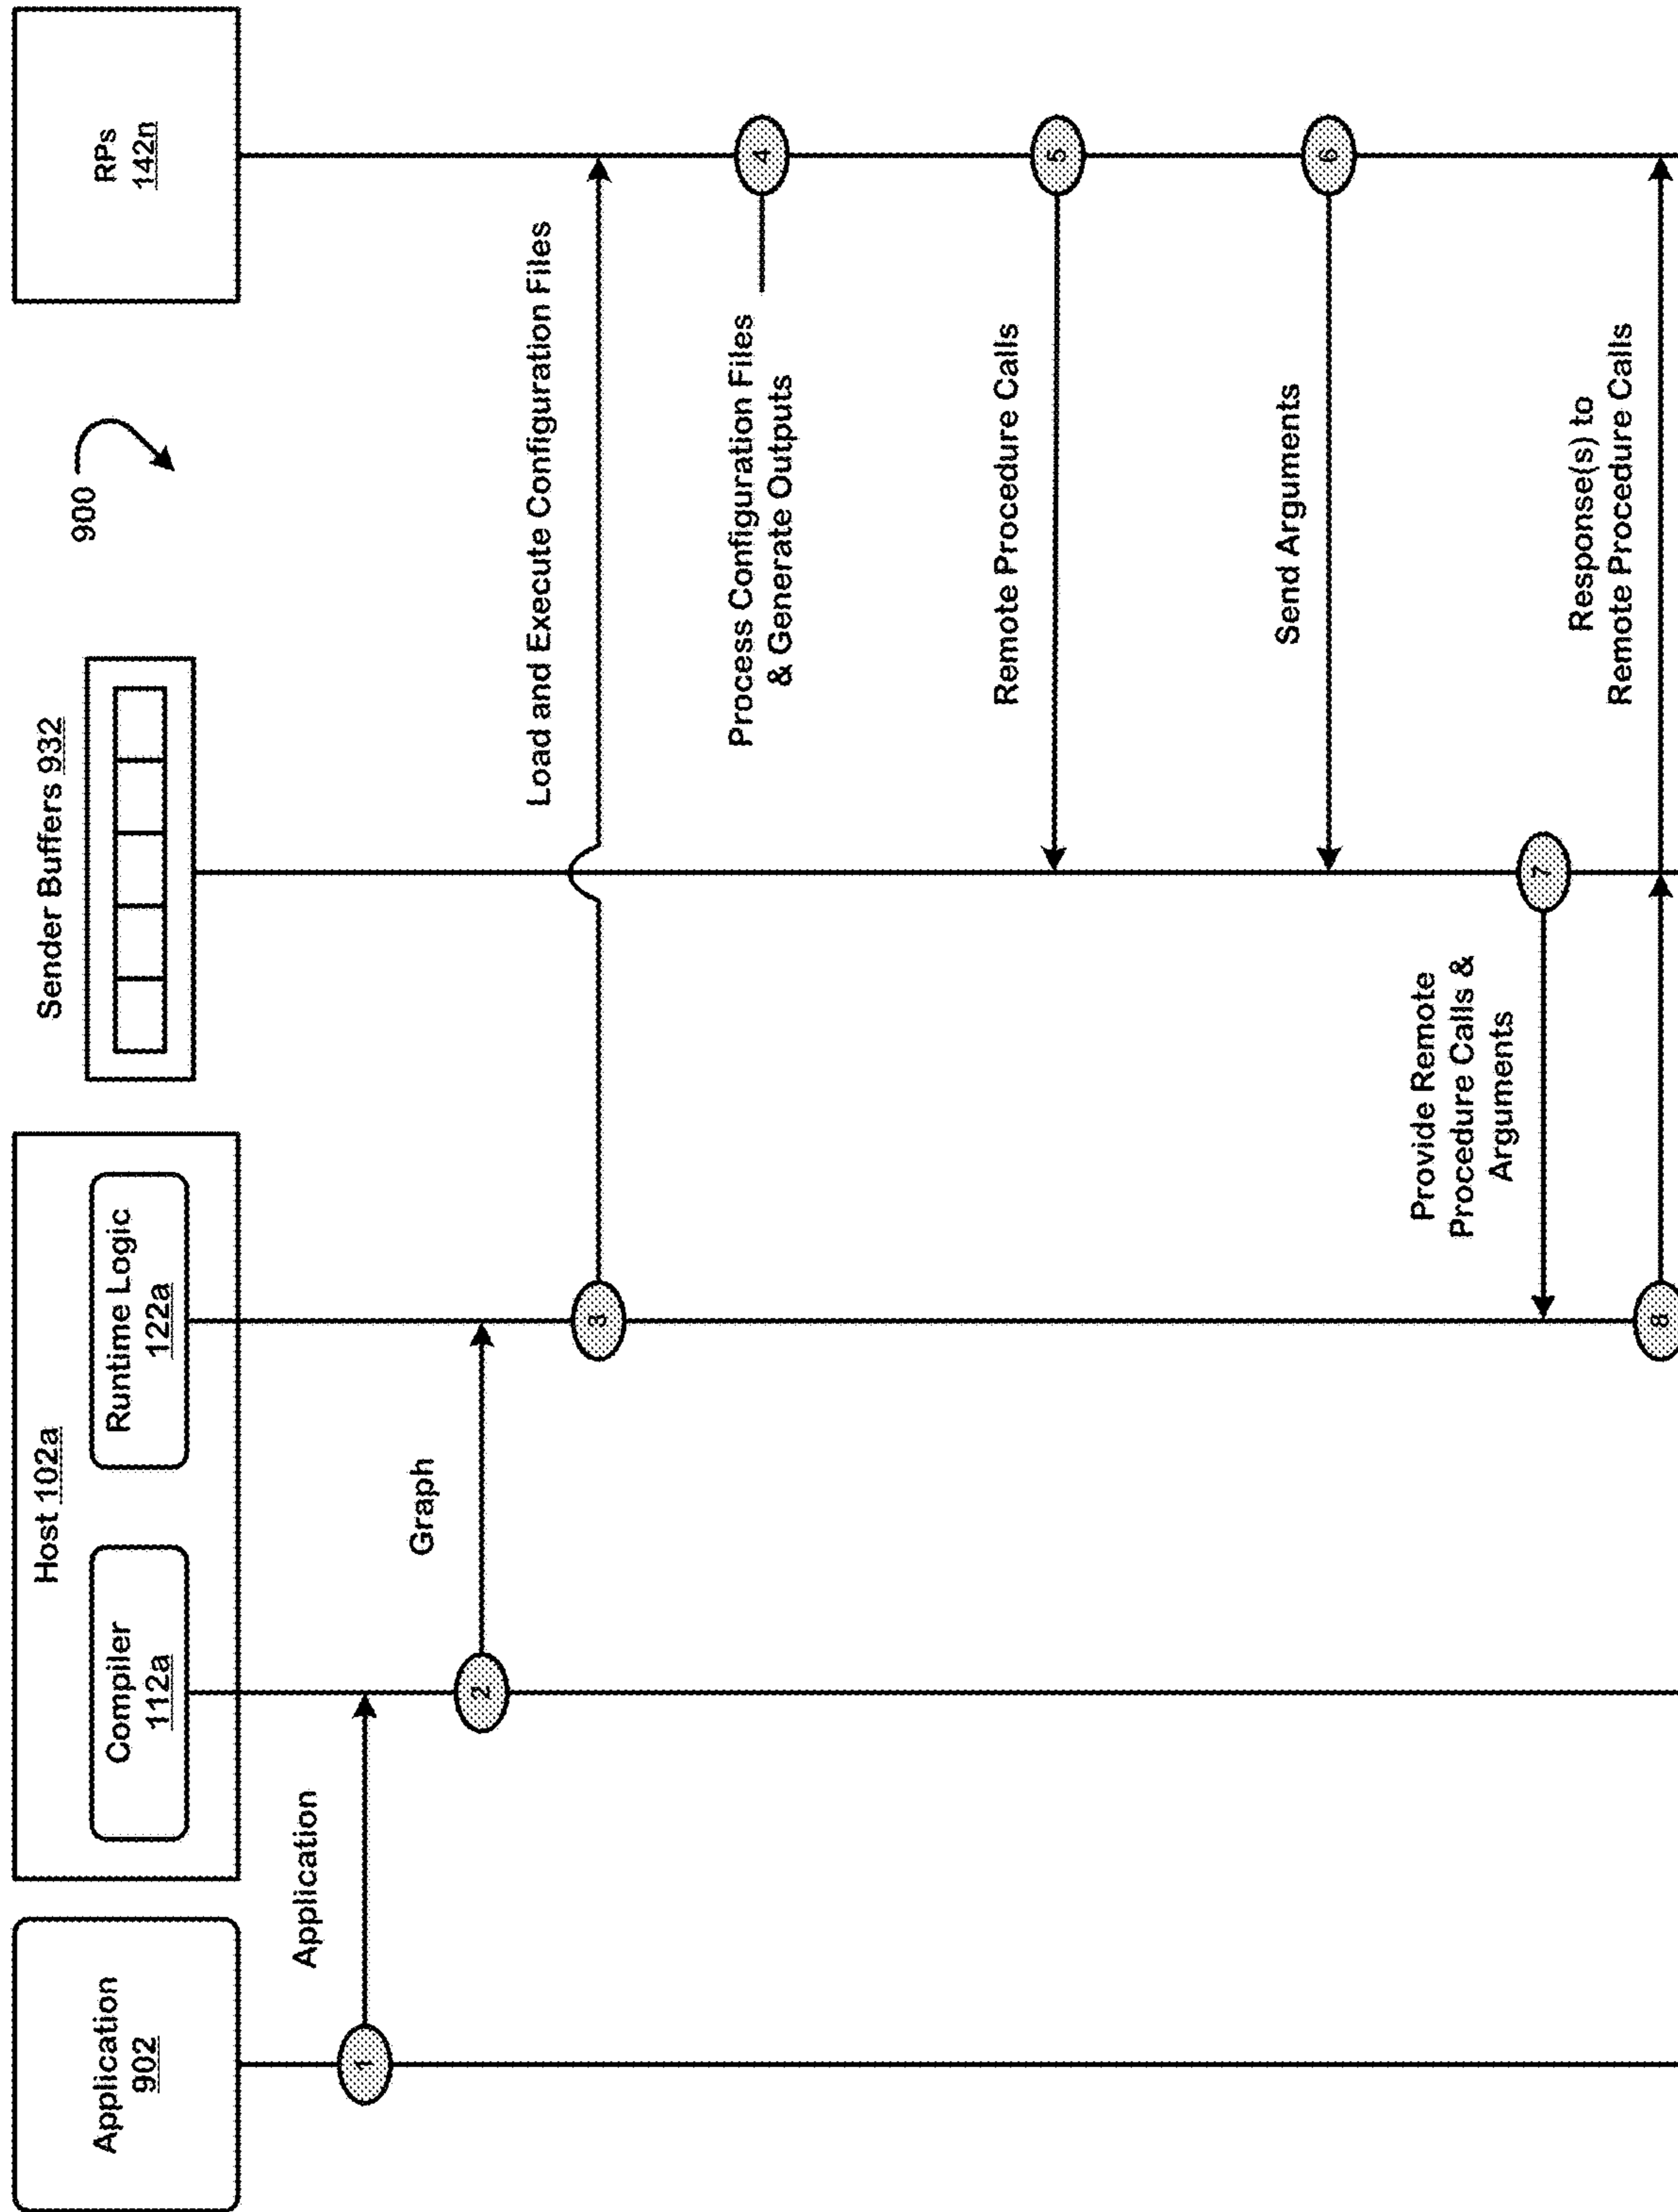 Application
902
Host 102a
Compiler
112a
Runtime Logic
122a
Sender Buffers 932
900
RPs
142n
Application
1
Graph
2
Load and Execute Configuration Files
3
Process Configuration Files
& Generate Outputs
4
Remote Procedure Calls
5
Send Arguments
6
Provide Remote
Procedure Calls &
Arguments
7
Response(s) to
Remote Procedure Calls
8